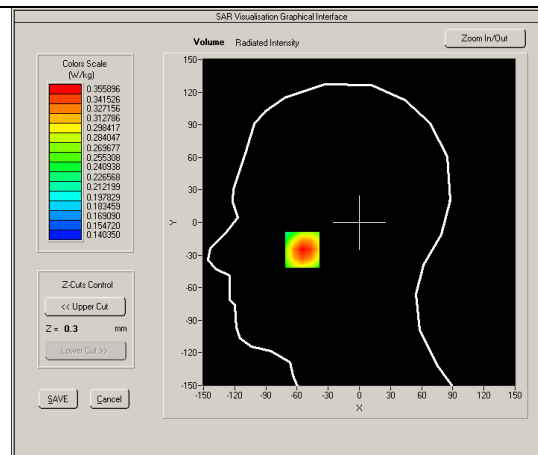 SAR Visualisation Graphical Interface
Volume Radiated Intensity
Zoom In/Out
Colors Scale
(W/kg)
0.355896
0.341526
0.327156
0.312786
0.298417
0.284047
0.269677
0.255308
0.240938
0.226568
0.212199
0.197829
0.183459
0.169090
0.154720
0.140350
Z-Cuts Control
<< Upper Cut
Z = 0.3 mm
Lower Cut >>
SAVE Cancel
150
120
90
60
30
0
-30
-60
-90
-120
-150
Y
-150 -120 -90 -60 -30 0 30 60 90 120 150
X